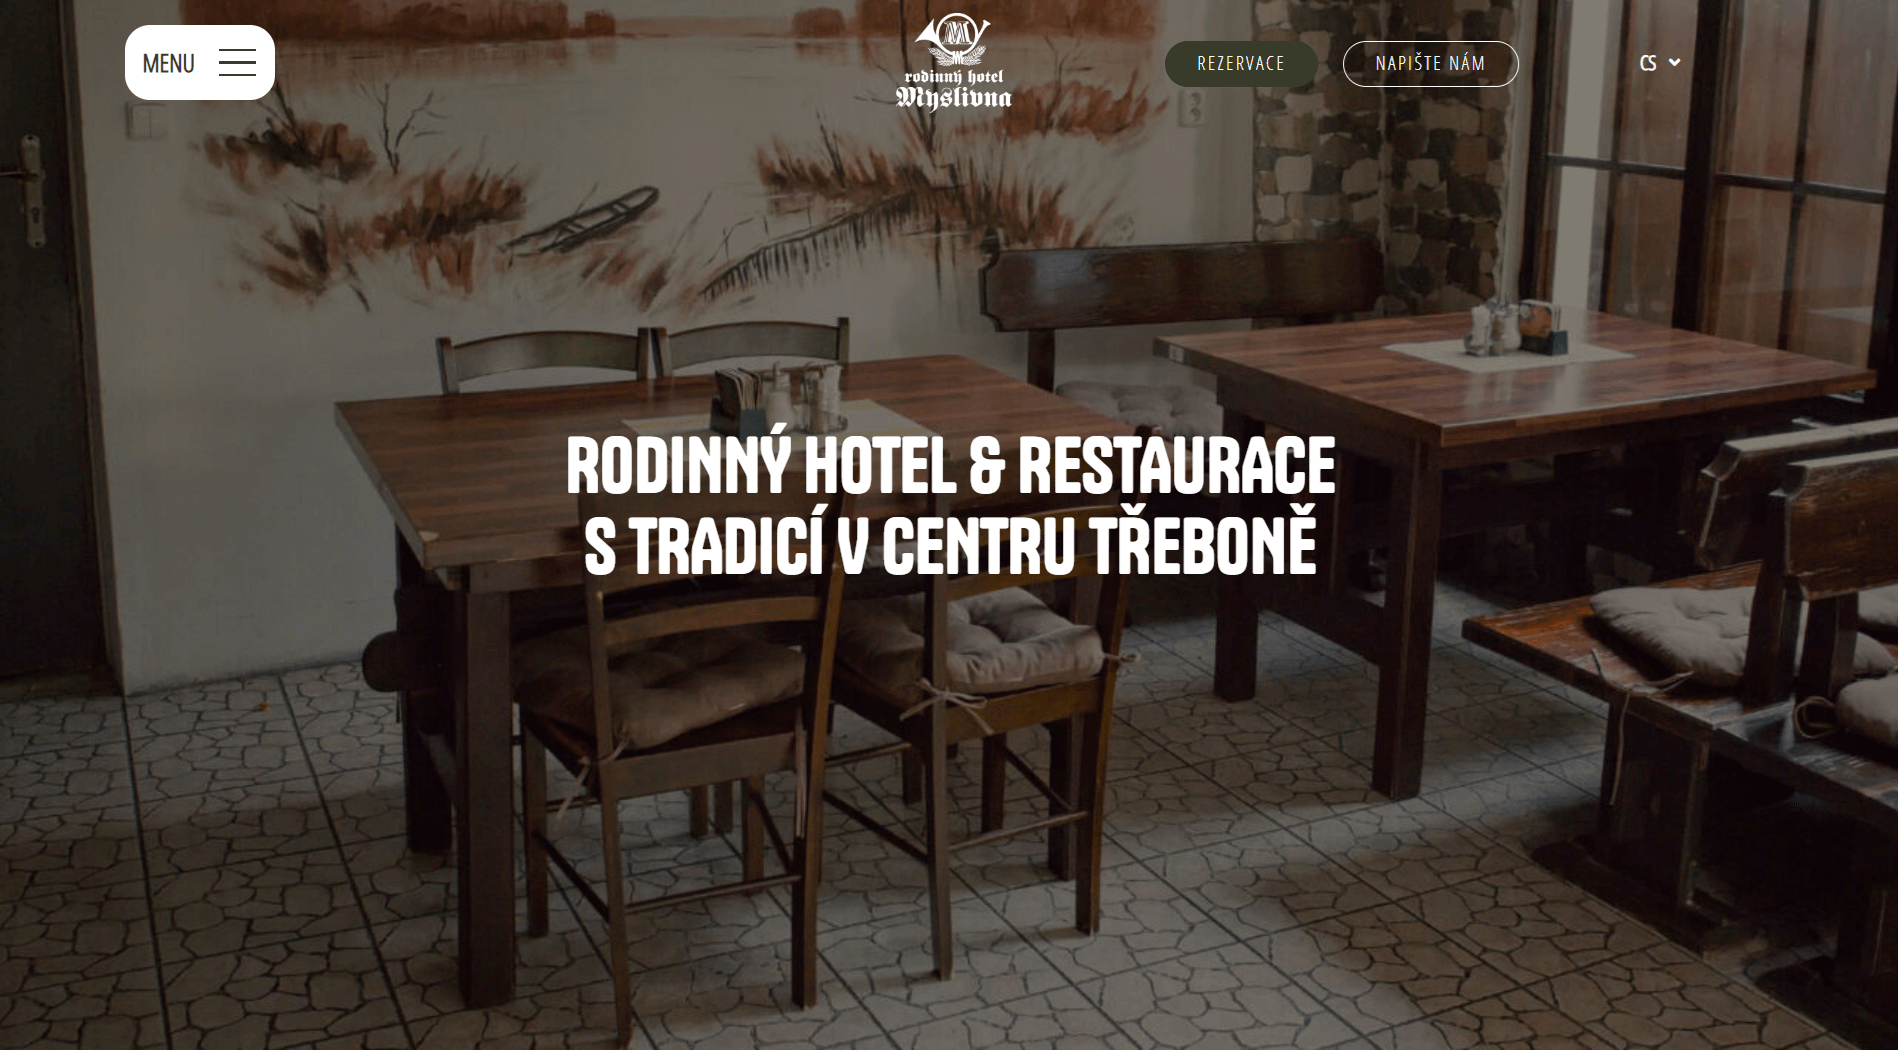 MENU
M
rodinný hotel
Myslivna
REZERVACE
NAPIŠTE NÁM
CS
RODINNÝ HOTEL & RESTAURACE
S TRADICÍ V CENTRU TŘEBONĚ